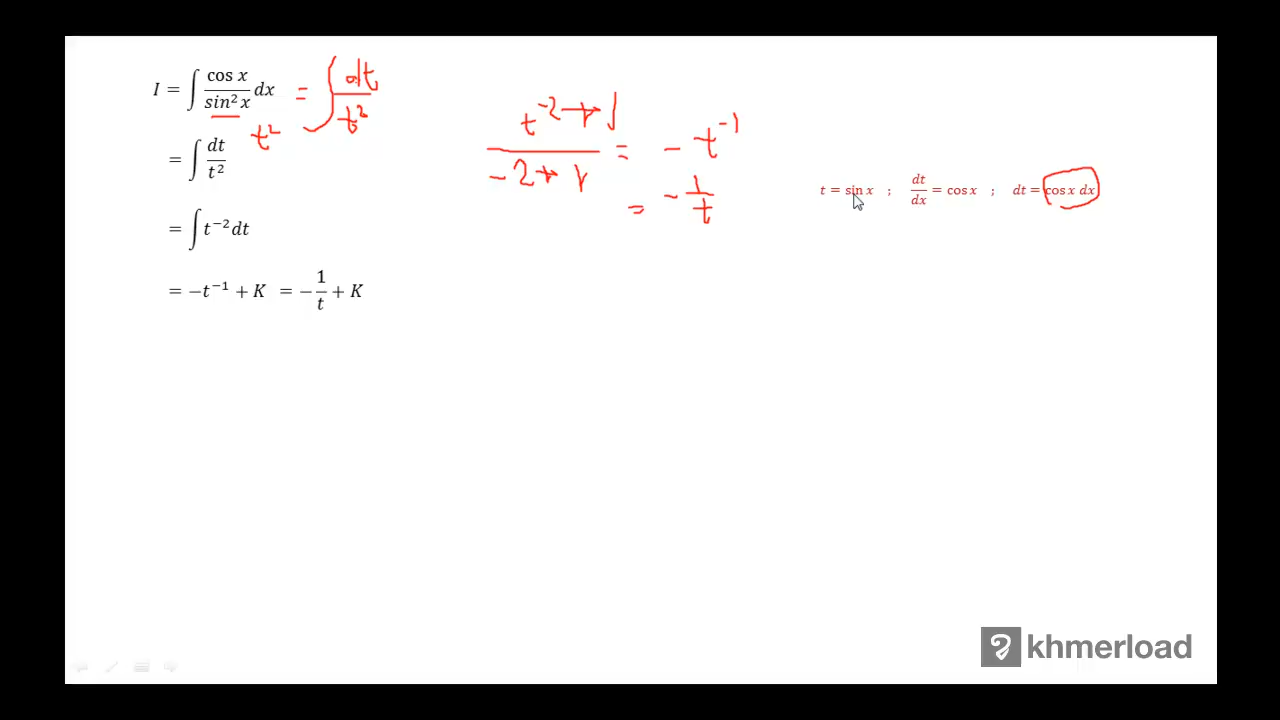 I = ∫ cos x / sin² x dx = ∫ dt / t²
t²
= ∫ dt / t²
= ∫ t⁻² dt
= −t⁻¹ + K = −1/t + K
t⁻²⁺¹ / −2+1 = − t⁻¹
= − 1/t
t = sin x ; dt/dx = cos x ; dt = cos x dx
khmerload